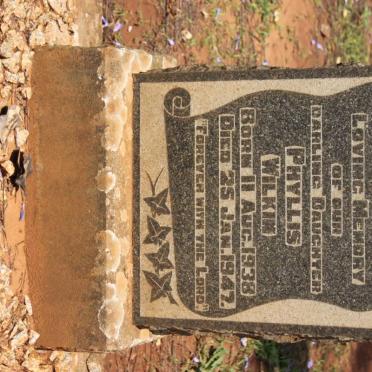 LOVING MEMORY
OF OUR
DARLING DAUGHTER
PHYLLIS
WILKIN
BORN 11 AUG. 1938
DIED 25 JAN. 1947.
FOREVER WITH THE LORD